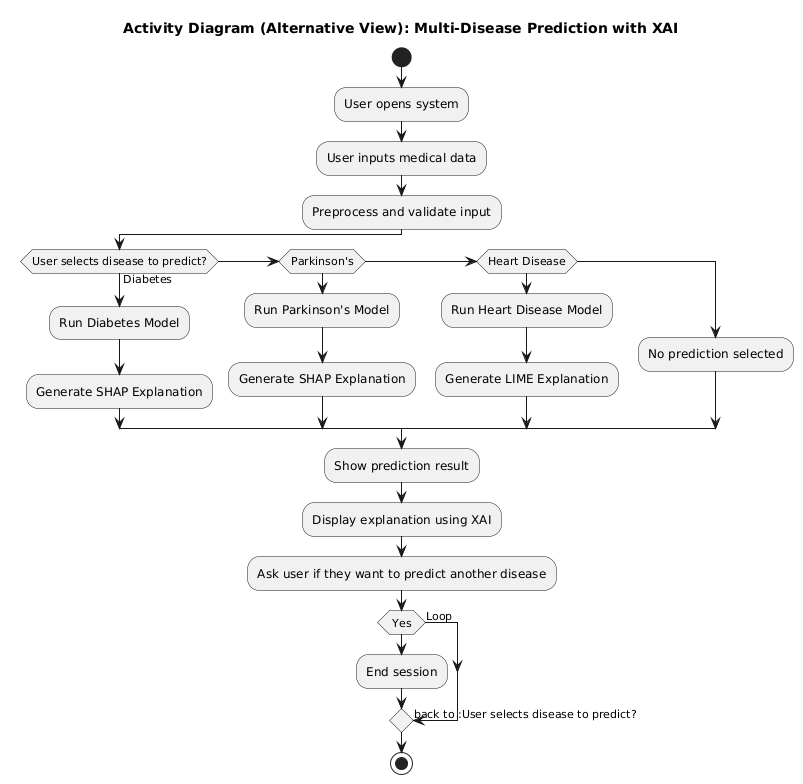 Activity Diagram (Alternative View): Multi-Disease Prediction with XAI
User opens system
User inputs medical data
Preprocess and validate input
User selects disease to predict?
Parkinson's
Heart Disease
Diabetes
Run Diabetes Model
Run Parkinson's Model
Run Heart Disease Model
No prediction selected
Generate SHAP Explanation
Generate SHAP Explanation
Generate LIME Explanation
Show prediction result
Display explanation using XAI
Ask user if they want to predict another disease
Yes
Loop
End session
back to :User selects disease to predict?